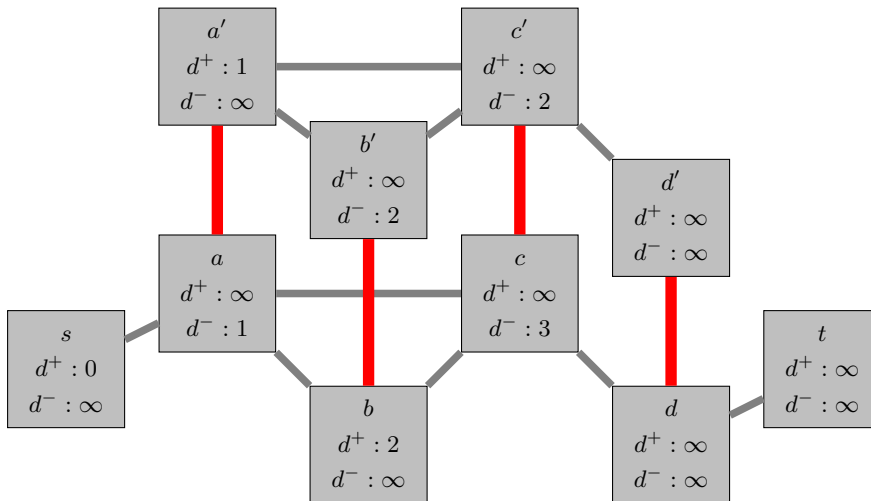 a′
d⁺ : 1
d⁻ : ∞
c′
d⁺ : ∞
d⁻ : 2
b′
d⁺ : ∞
d⁻ : 2
d′
d⁺ : ∞
d⁻ : ∞
a
d⁺ : ∞
d⁻ : 1
c
d⁺ : ∞
d⁻ : 3
s
d⁺ : 0
d⁻ : ∞
t
d⁺ : ∞
d⁻ : ∞
b
d⁺ : 2
d⁻ : ∞
d
d⁺ : ∞
d⁻ : ∞